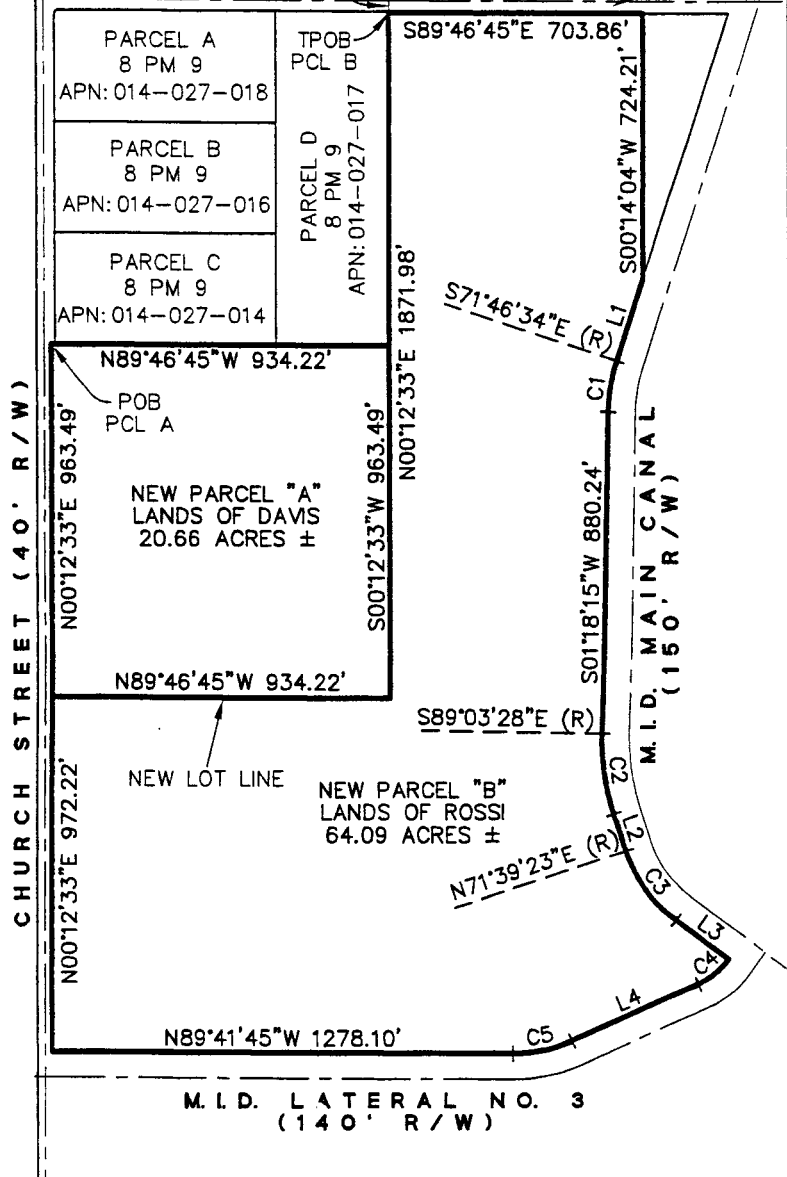 PARCEL A
8 PM 9
APN: 014-027-018
PARCEL B
8 PM 9
APN: 014-027-016
PARCEL C
8 PM 9
APN: 014-027-014
TPOB
PCL B
PARCEL D
8 PM 9
APN: 014-027-017
S89°46'45"E 703.86'
S00°14'04"W 724.21'
N00°12'33"E 1871.98'
L1
S71°46'34"E (R)
C1
N89°46'45"W 934.22'
POB
PCL A
N00°12'33"E 963.49'
NEW PARCEL "A"
LANDS OF DAVIS
20.66 ACRES ±
S00°12'33"W 963.49'
S01°18'15"W 880.24'
M.I.D. MAIN CANAL
(150' R/W)
CHURCH STREET (40' R/W)
N89°46'45"W 934.22'
NEW LOT LINE
S89°03'28"E (R)
C2
NEW PARCEL "B"
LANDS OF ROSSI
64.09 ACRES ±
L2
N71°39'23"E (R)
C3
L3
C4
N00°12'33"E 972.22'
L4
C5
N89°41'45"W 1278.10'
M.I.D. LATERAL NO. 3
(140' R/W)